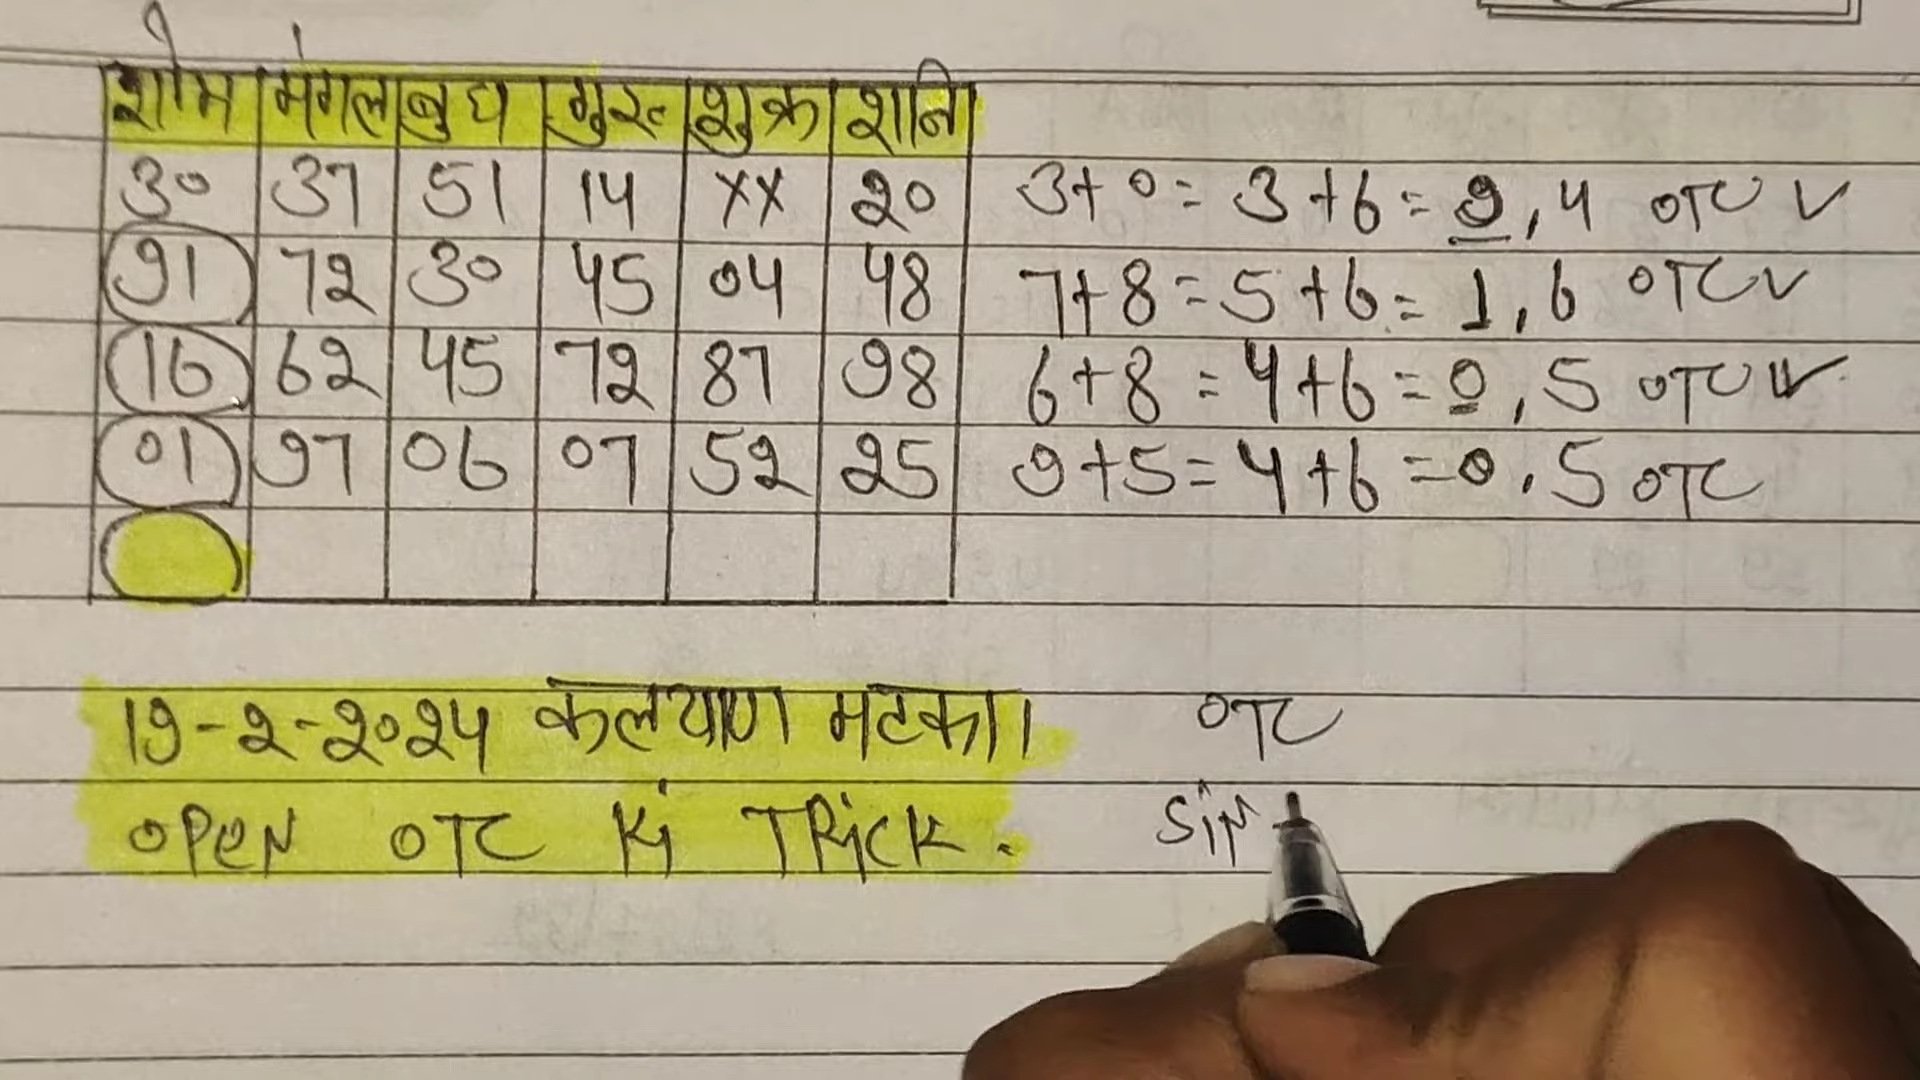 शोम मंगल बुध गुरु शुक्र शनि
30 37 51 14 XX 20 3+0=3+6=9,4 OTC ✓
91 72 30 45 04 48 7+8=5+6=1,6 OTC ✓
16 62 45 72 87 98 6+8=4+6=0,5 OTC ✓
01 97 06 07 52 25 9+5=4+6=0,5 OTC
19-2-2024 कल्याण मटका। OTC
OPEN OTC Ki TRiCK. SiN